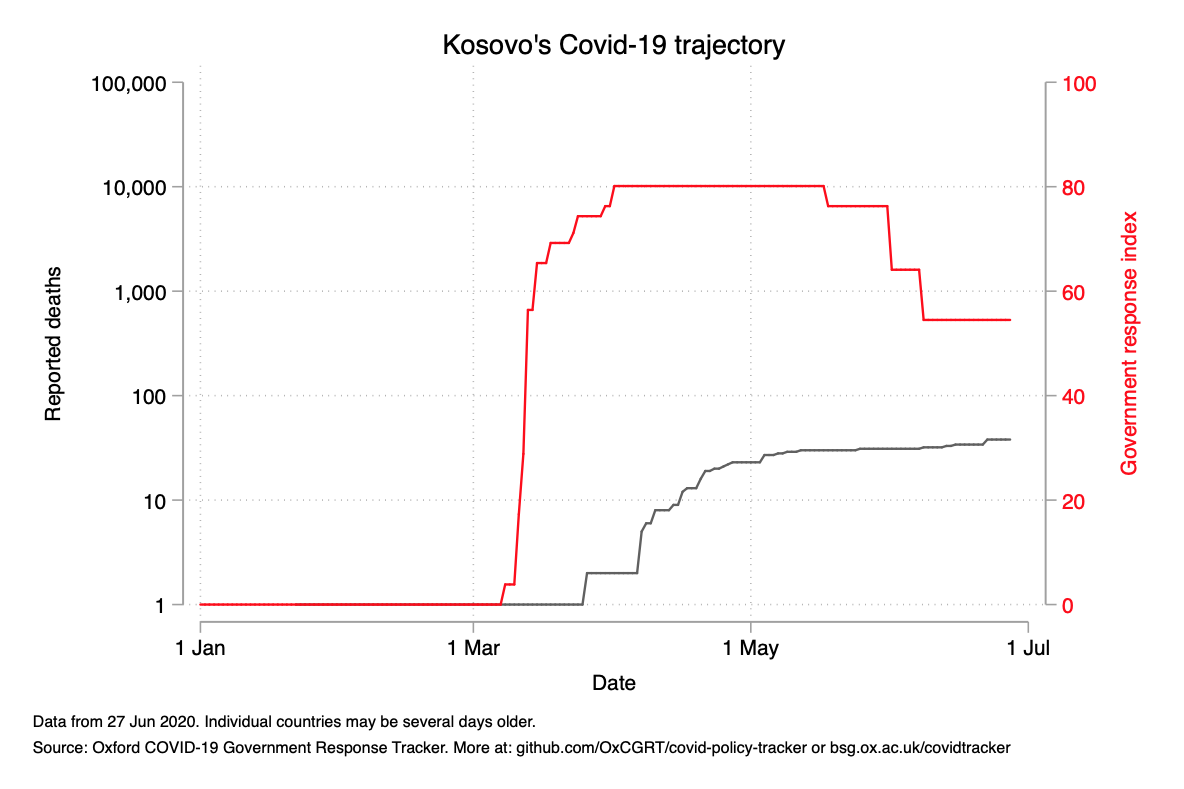 Kosovo's Covid-19 trajectory
100,000
10,000
1,000
100
10
1
Reported deaths
100
80
60
40
20
0
Government response index
1 Jan
1 Mar
1 May
1 Jul
Date
Data from 27 Jun 2020. Individual countries may be several days older.
Source: Oxford COVID-19 Government Response Tracker. More at: github.com/OxCGRT/covid-policy-tracker or bsg.ox.ac.uk/covidtracker